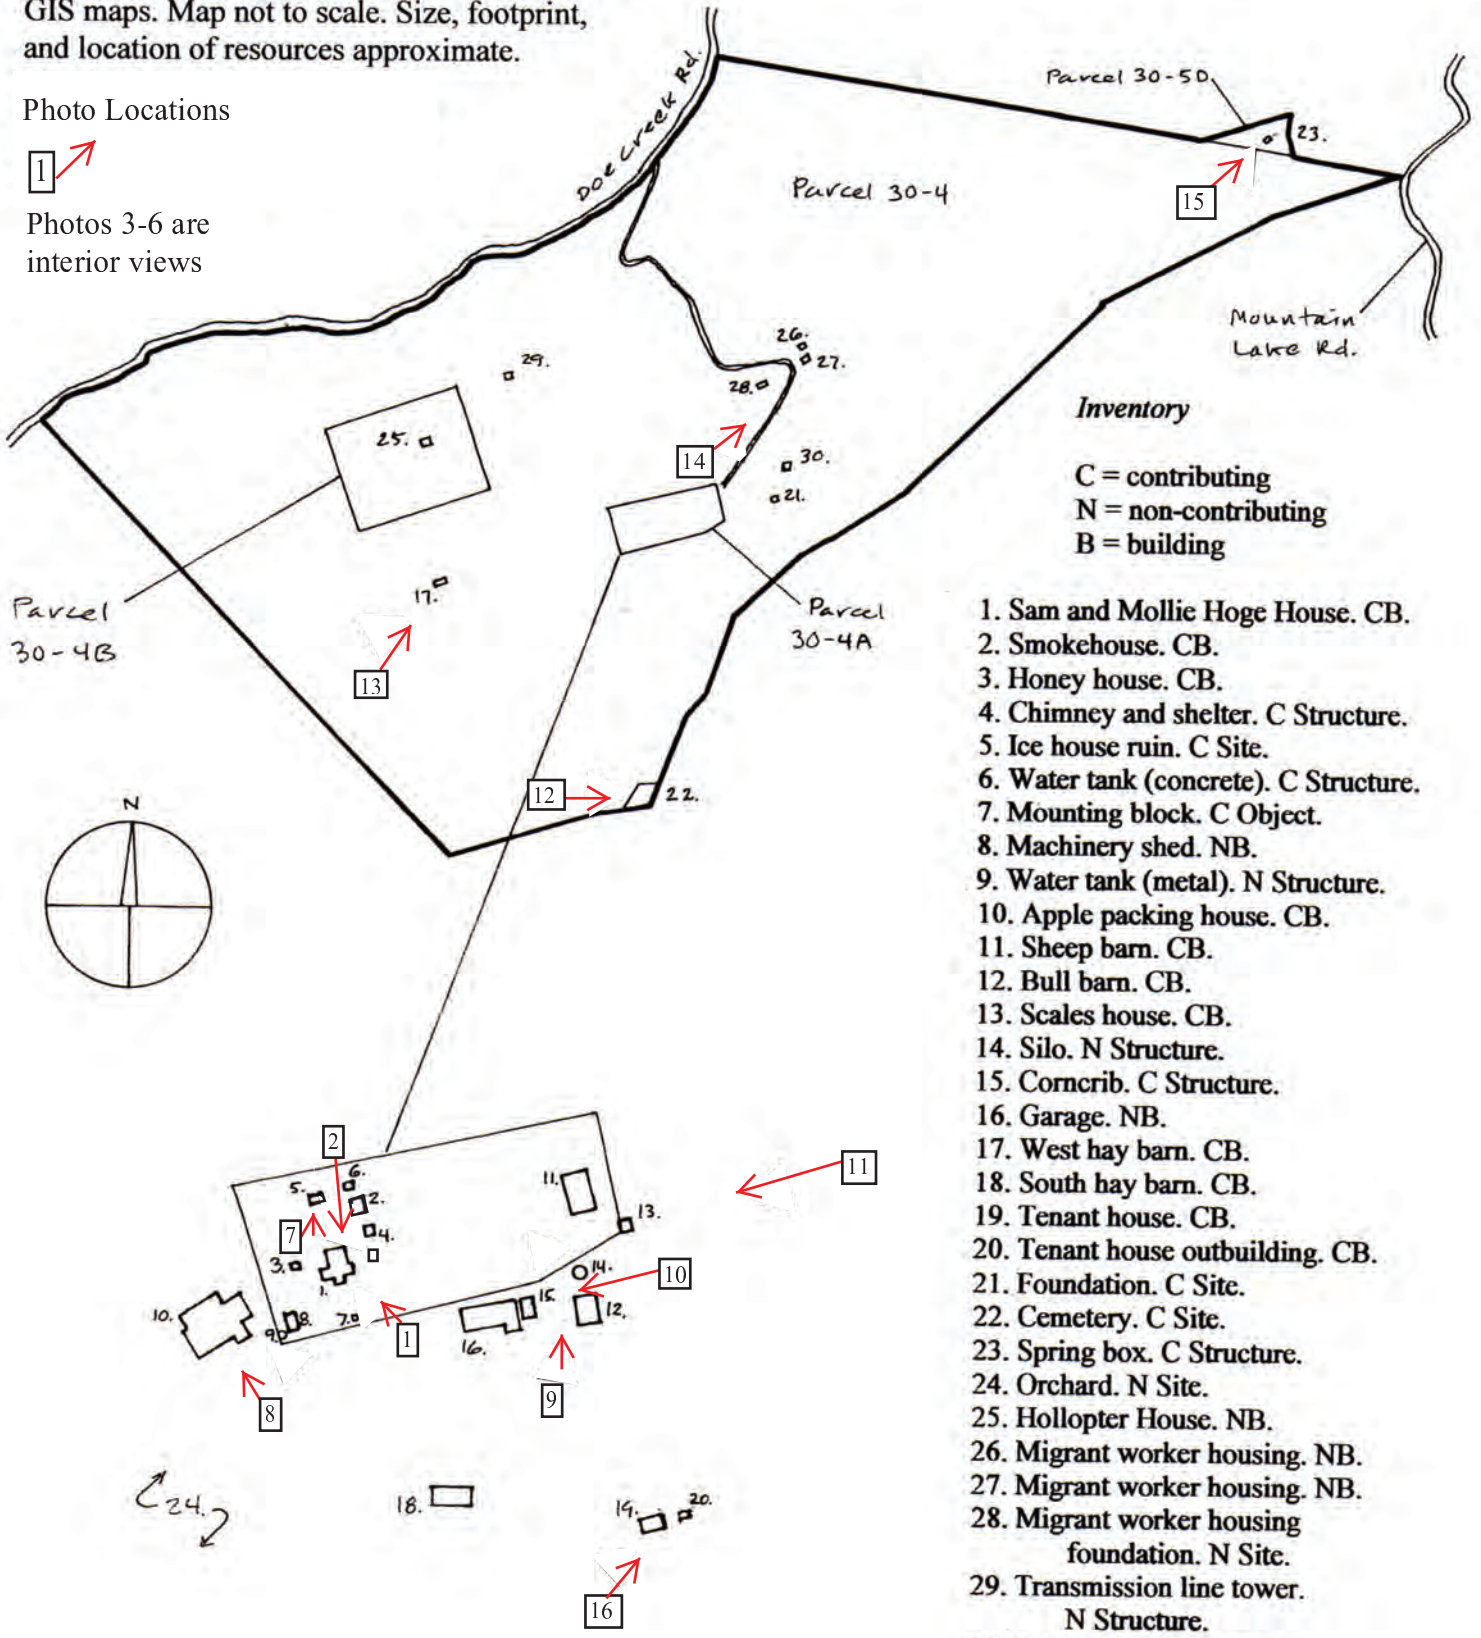 GIS maps. Map not to scale. Size, footprint,
and location of resources approximate.
Photo Locations
1
Photos 3-6 are
interior views
Doe Creek Rd.
Parcel 30-5D
23.
15
Parcel 30-4
Mountain
Lake Rd.
29.
25.
26.
27.
28.
14
30.
21.
17.
13
Parcel
30-4B
Parcel
30-4A
12
22.
N
2
11
6.
5.
2.
11.
7
4.
13.
3.
1.
14.
10
10.
9.
8.
7.
15.
12.
1
16.
8
9
24.
18.
19.
20.
16
Inventory
C = contributing
N = non-contributing
B = building
1. Sam and Mollie Hoge House. CB.
2. Smokehouse. CB.
3. Honey house. CB.
4. Chimney and shelter. C Structure.
5. Ice house ruin. C Site.
6. Water tank (concrete). C Structure.
7. Mounting block. C Object.
8. Machinery shed. NB.
9. Water tank (metal). N Structure.
10. Apple packing house. CB.
11. Sheep barn. CB.
12. Bull barn. CB.
13. Scales house. CB.
14. Silo. N Structure.
15. Corncrib. C Structure.
16. Garage. NB.
17. West hay barn. CB.
18. South hay barn. CB.
19. Tenant house. CB.
20. Tenant house outbuilding. CB.
21. Foundation. C Site.
22. Cemetery. C Site.
23. Spring box. C Structure.
24. Orchard. N Site.
25. Hollopter House. NB.
26. Migrant worker housing. NB.
27. Migrant worker housing. NB.
28. Migrant worker housing
foundation. N Site.
29. Transmission line tower.
N Structure.